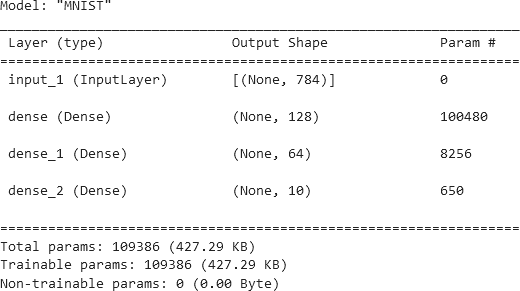 Model: "MNIST"
_________________________________________________________________
Layer (type) Output Shape Param #
=================================================================
input_1 (InputLayer) [(None, 784)] 0
dense (Dense) (None, 128) 100480
dense_1 (Dense) (None, 64) 8256
dense_2 (Dense) (None, 10) 650
=================================================================
Total params: 109386 (427.29 KB)
Trainable params: 109386 (427.29 KB)
Non-trainable params: 0 (0.00 Byte)